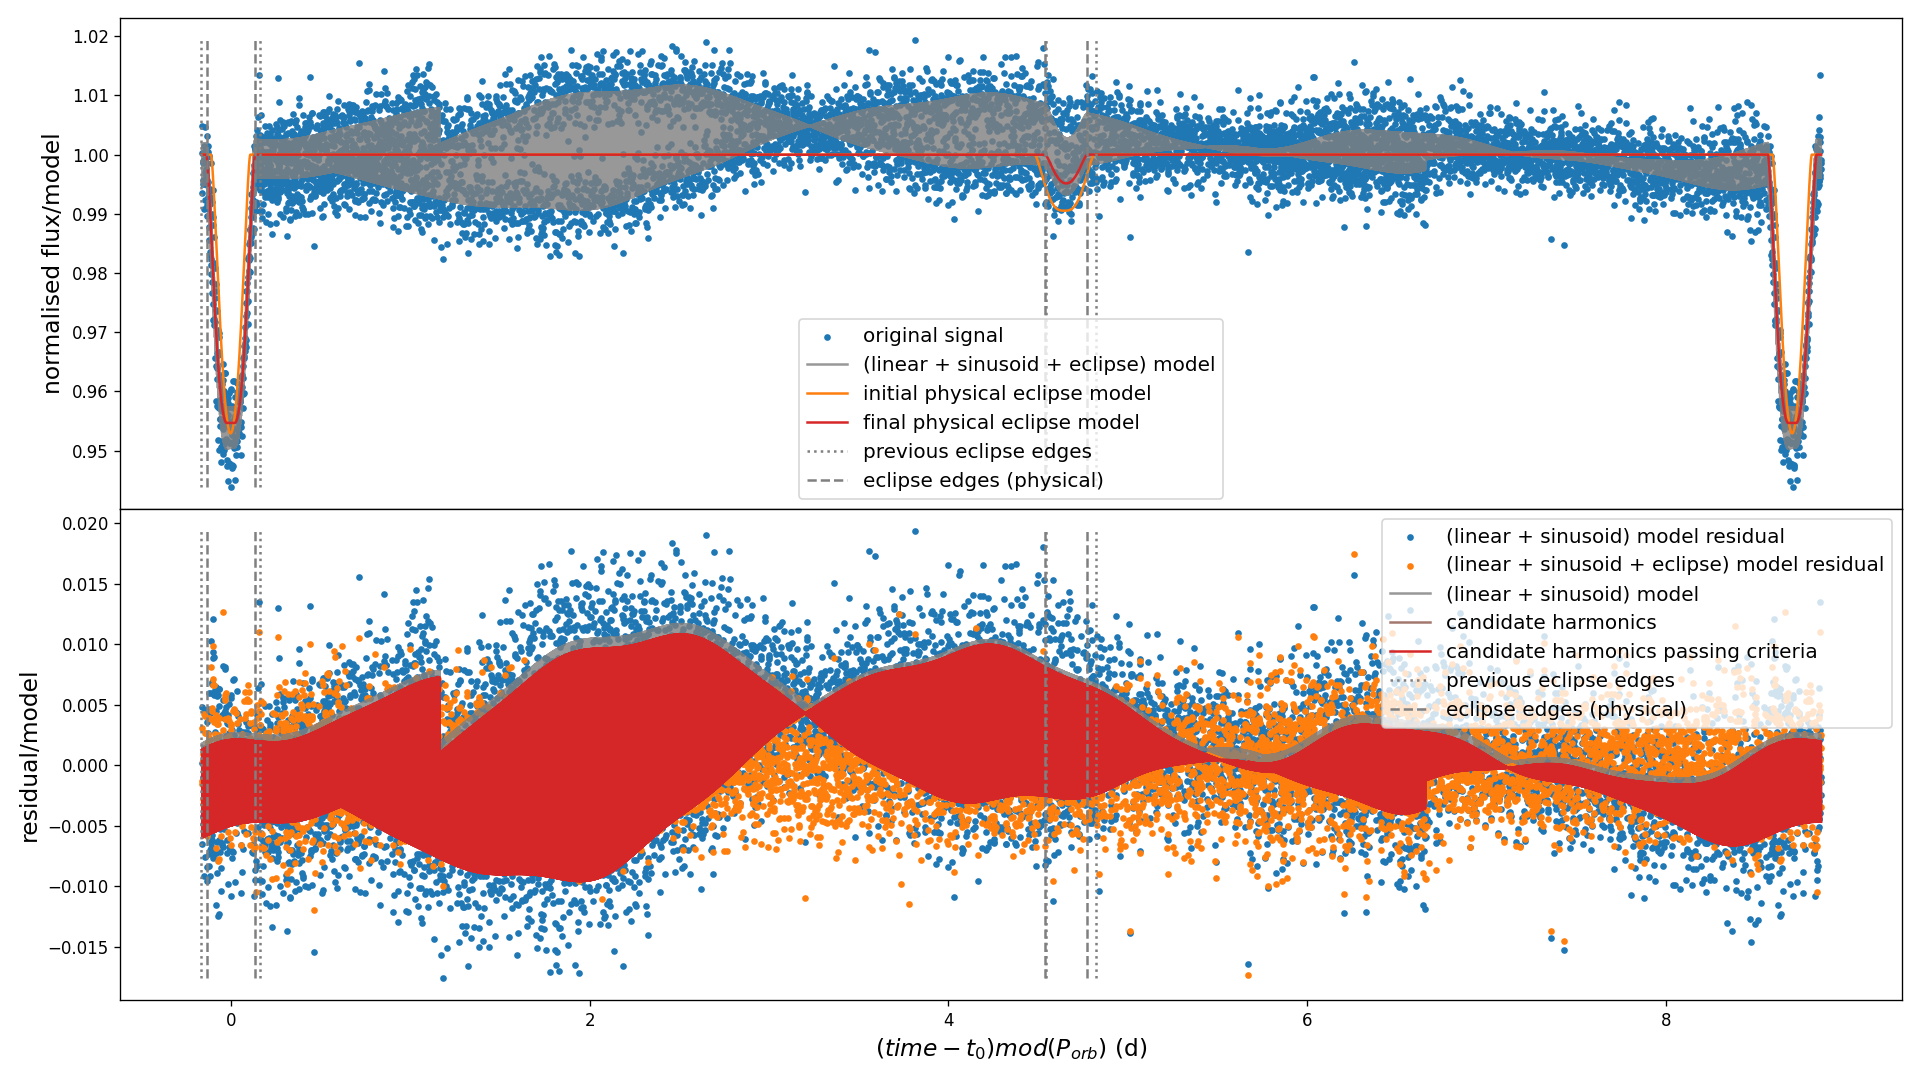 1.02
1.01
1.00
0.99
0.98
0.97
0.96
0.95
normalised flux/model
original signal
(linear + sinusoid + eclipse) model
initial physical eclipse model
final physical eclipse model
previous eclipse edges
eclipse edges (physical)
0.020
0.015
0.010
0.005
0.000
−0.005
−0.010
−0.015
residual/model
(linear + sinusoid) model residual
(linear + sinusoid + eclipse) model residual
(linear + sinusoid) model
candidate harmonics
candidate harmonics passing criteria
previous eclipse edges
eclipse edges (physical)
0 2 4 6 8
(time − t₀)mod(P_orb) (d)